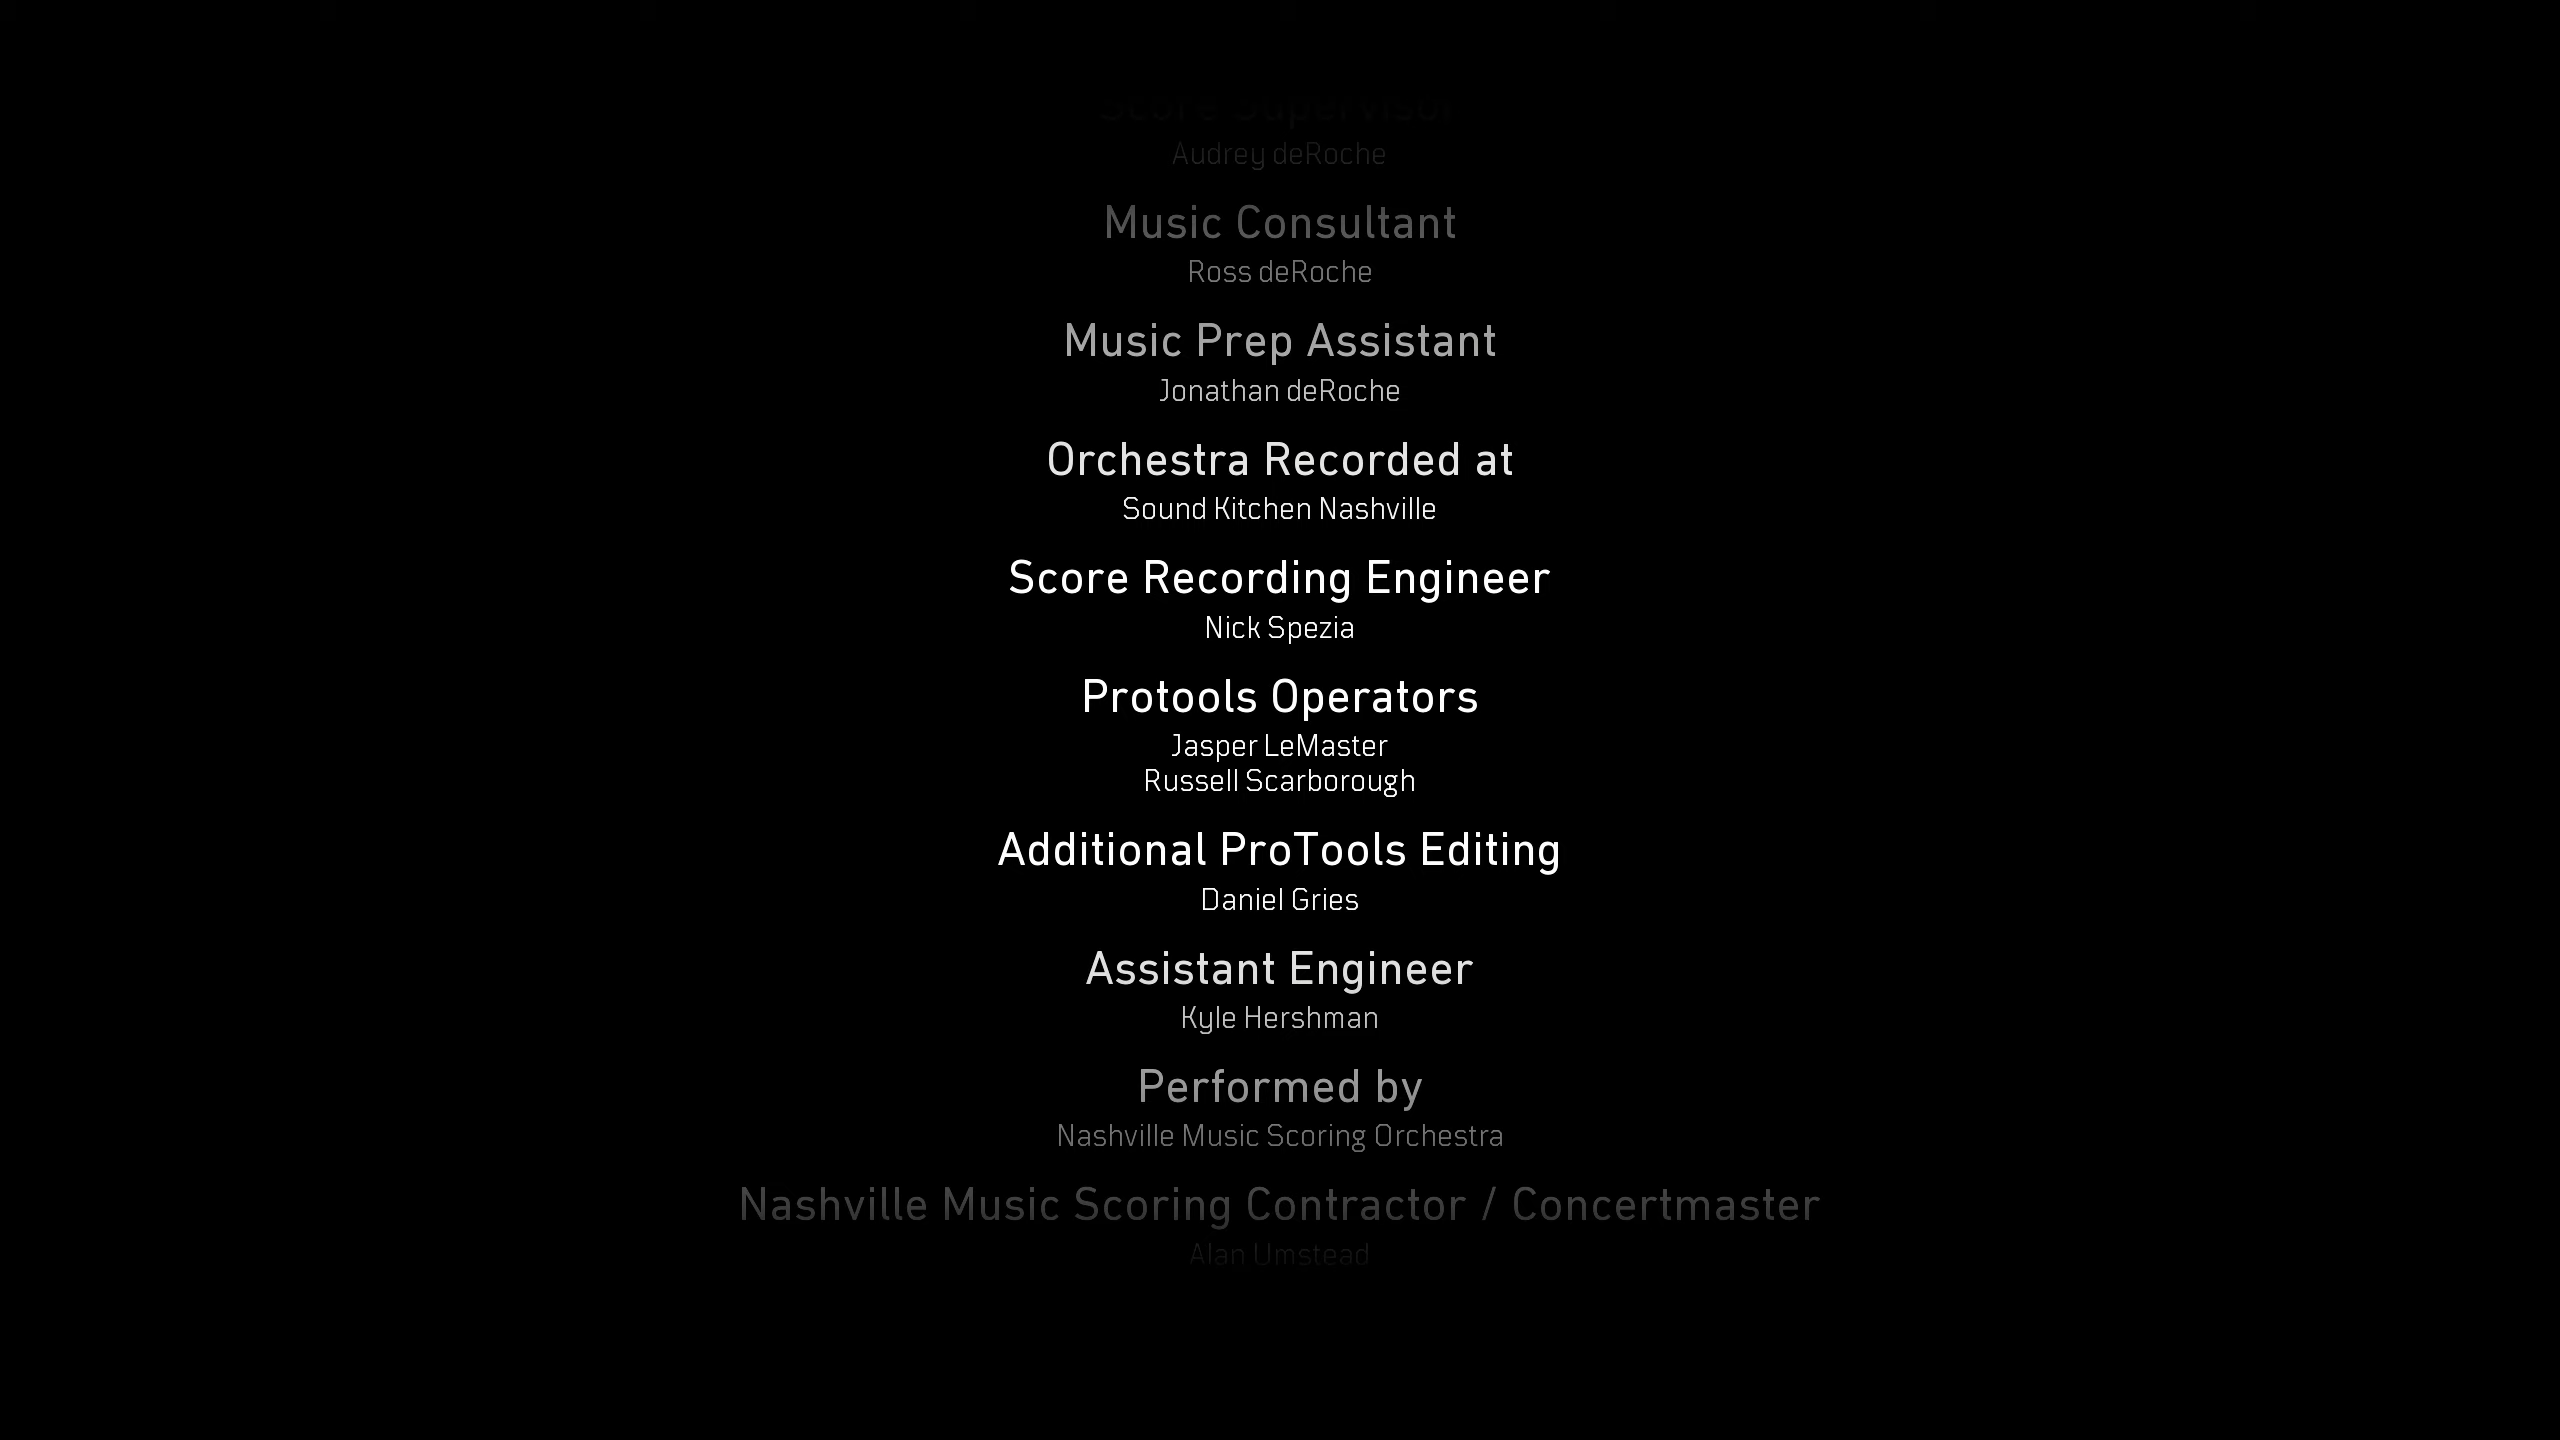 Score Supervisor
Audrey deRoche
Music Consultant
Ross deRoche
Music Prep Assistant
Jonathan deRoche
Orchestra Recorded at
Sound Kitchen Nashville
Score Recording Engineer
Nick Spezia
Protools Operators
Jasper LeMaster
Russell Scarborough
Additional ProTools Editing
Daniel Gries
Assistant Engineer
Kyle Hershman
Performed by
Nashville Music Scoring Orchestra
Nashville Music Scoring Contractor / Concertmaster
Alan Umstead